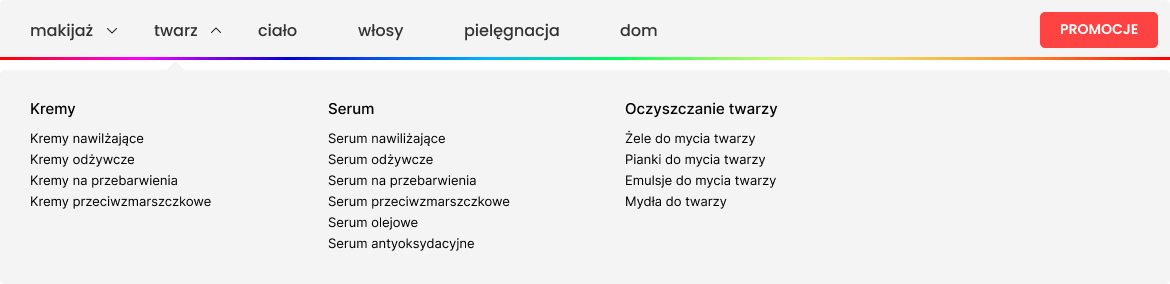 makijaż twarz ciało włosy pielęgnacja dom PROMOCJE
Kremy
Kremy nawilżające
Kremy odżywcze
Kremy na przebarwienia
Kremy przeciwzmarszczkowe
Serum
Serum nawiliżające
Serum odżywcze
Serum na przebarwienia
Serum przeciwzmarszczkowe
Serum olejowe
Serum antyoksydacyjne
Oczyszczanie twarzy
Żele do mycia twarzy
Pianki do mycia twarzy
Emulsje do mycia twarzy
Mydła do twarzy